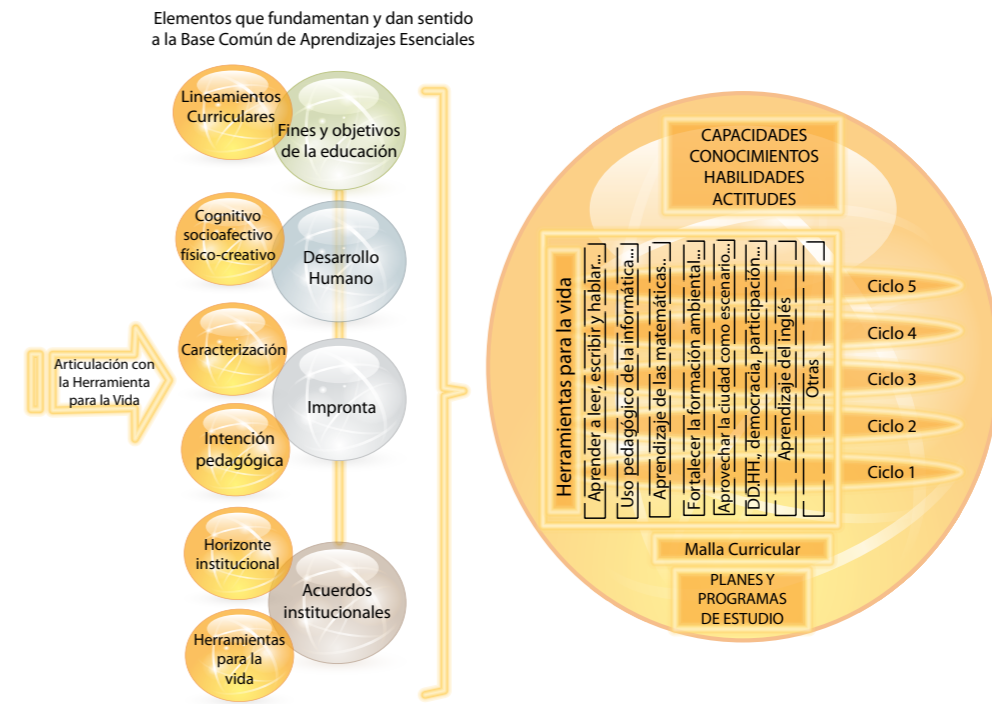 Elementos que fundamentan y dan sentido
a la Base Común de Aprendizajes Esenciales
Lineamientos
Curriculares
Fines y objetivos
de la educación
Cognitivo
socioafectivo
físico-creativo
Desarrollo
Humano
Articulación con
la Herramienta
para la Vida
Caracterización
Impronta
Intención
pedagógica
Horizonte
institucional
Acuerdos
institucionales
Herramientas
para la
vida
CAPACIDADES
CONOCIMIENTOS
HABILIDADES
ACTITUDES
Herramientas para la vida
Aprender a leer, escribir y hablar...
Uso pedagógico de la informática...
Aprendizaje de las matemáticas...
Fortalecer la formación ambiental...
Aprovechar la ciudad como escenario...
DD.HH., democracia, participación...
Aprendizaje del inglés
Otras
Ciclo 5
Ciclo 4
Ciclo 3
Ciclo 2
Ciclo 1
Malla Curricular
PLANES Y
PROGRAMAS
DE ESTUDIO